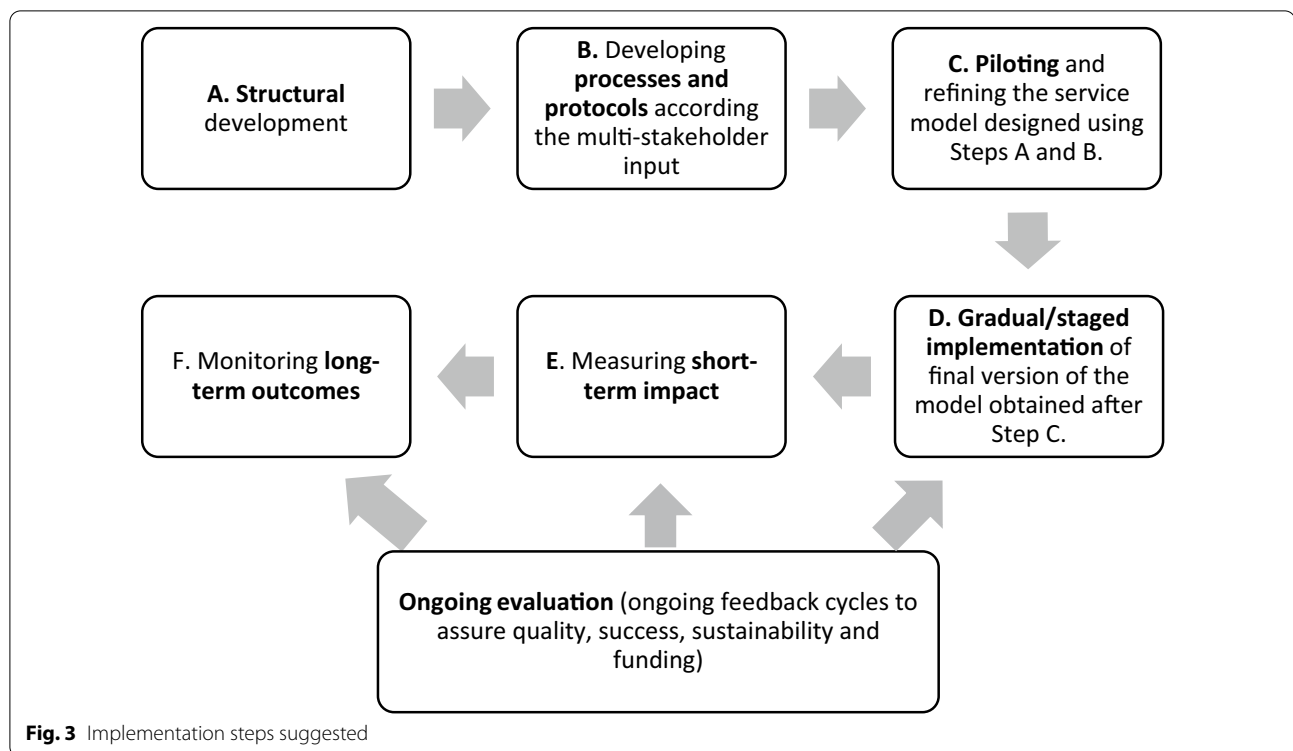 A. Structural
development
B. Developing
processes and
protocols according
the multi-stakeholder
input
C. Piloting and
refining the service
model designed using
Steps A and B.
D. Gradual/staged
implementation of
final version of the
model obtained after
Step C.
E. Measuring short-
term impact
F. Monitoring long-
term outcomes
Ongoing evaluation (ongoing feedback cycles to
assure quality, success, sustainability and
funding)
Fig. 3 Implementation steps suggested